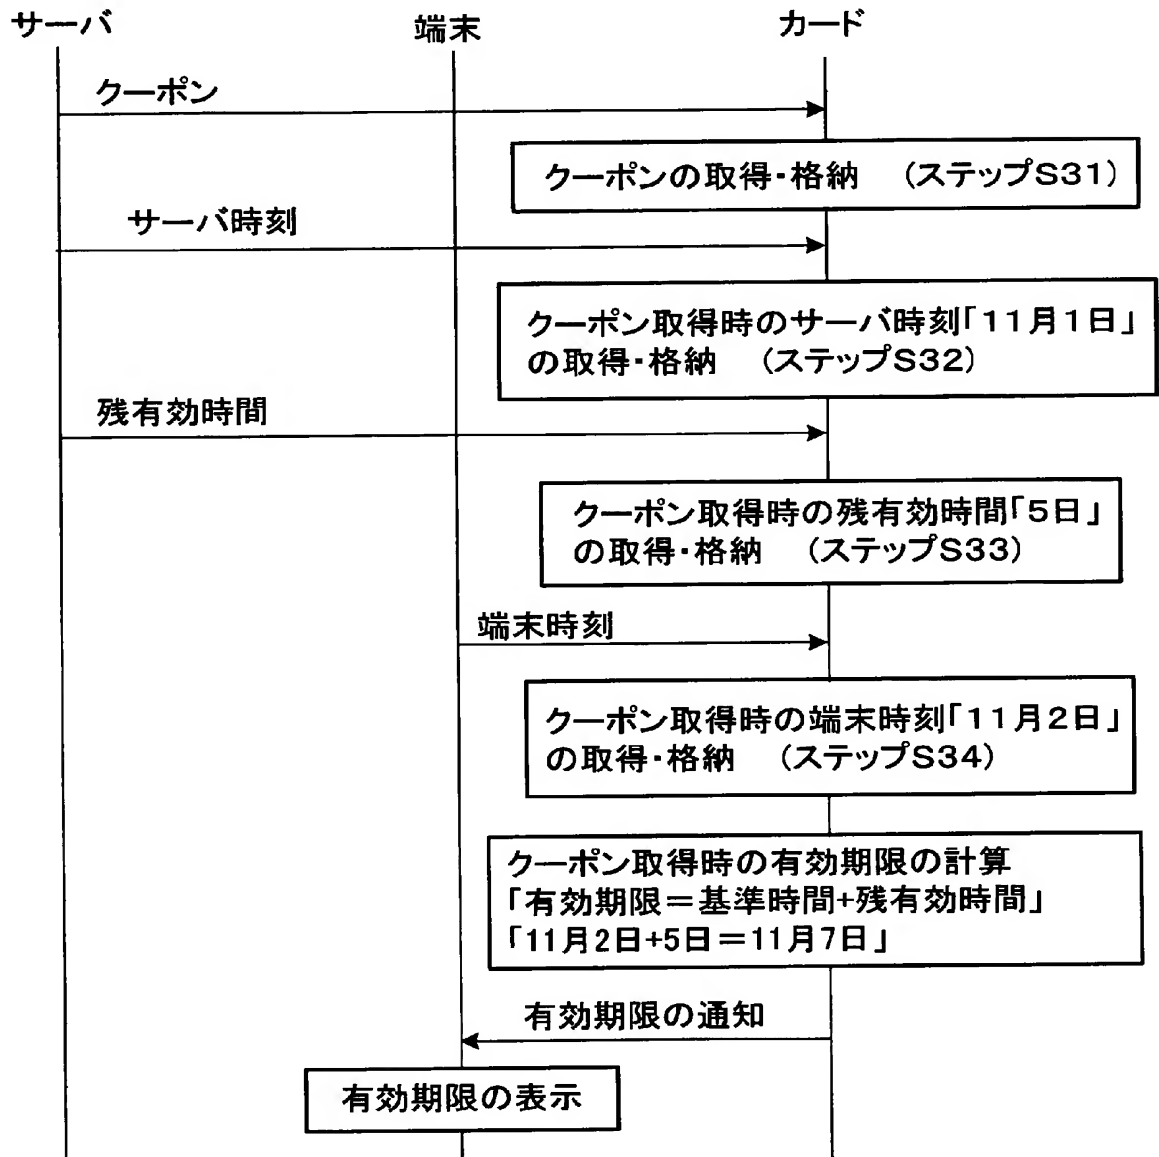 サーバ
端末
カード
クーポン
クーポンの取得・格納　(ステップS31)
サーバ時刻
クーポン取得時のサーバ時刻「11月1日」
の取得・格納　(ステップS32)
残有効時間
クーポン取得時の残有効時間「5日」
の取得・格納　(ステップS33)
端末時刻
クーポン取得時の端末時刻「11月2日」
の取得・格納　(ステップS34)
クーポン取得時の有効期限の計算
「有効期限＝基準時間+残有効時間」
「11月2日+5日＝11月7日」
有効期限の通知
有効期限の表示